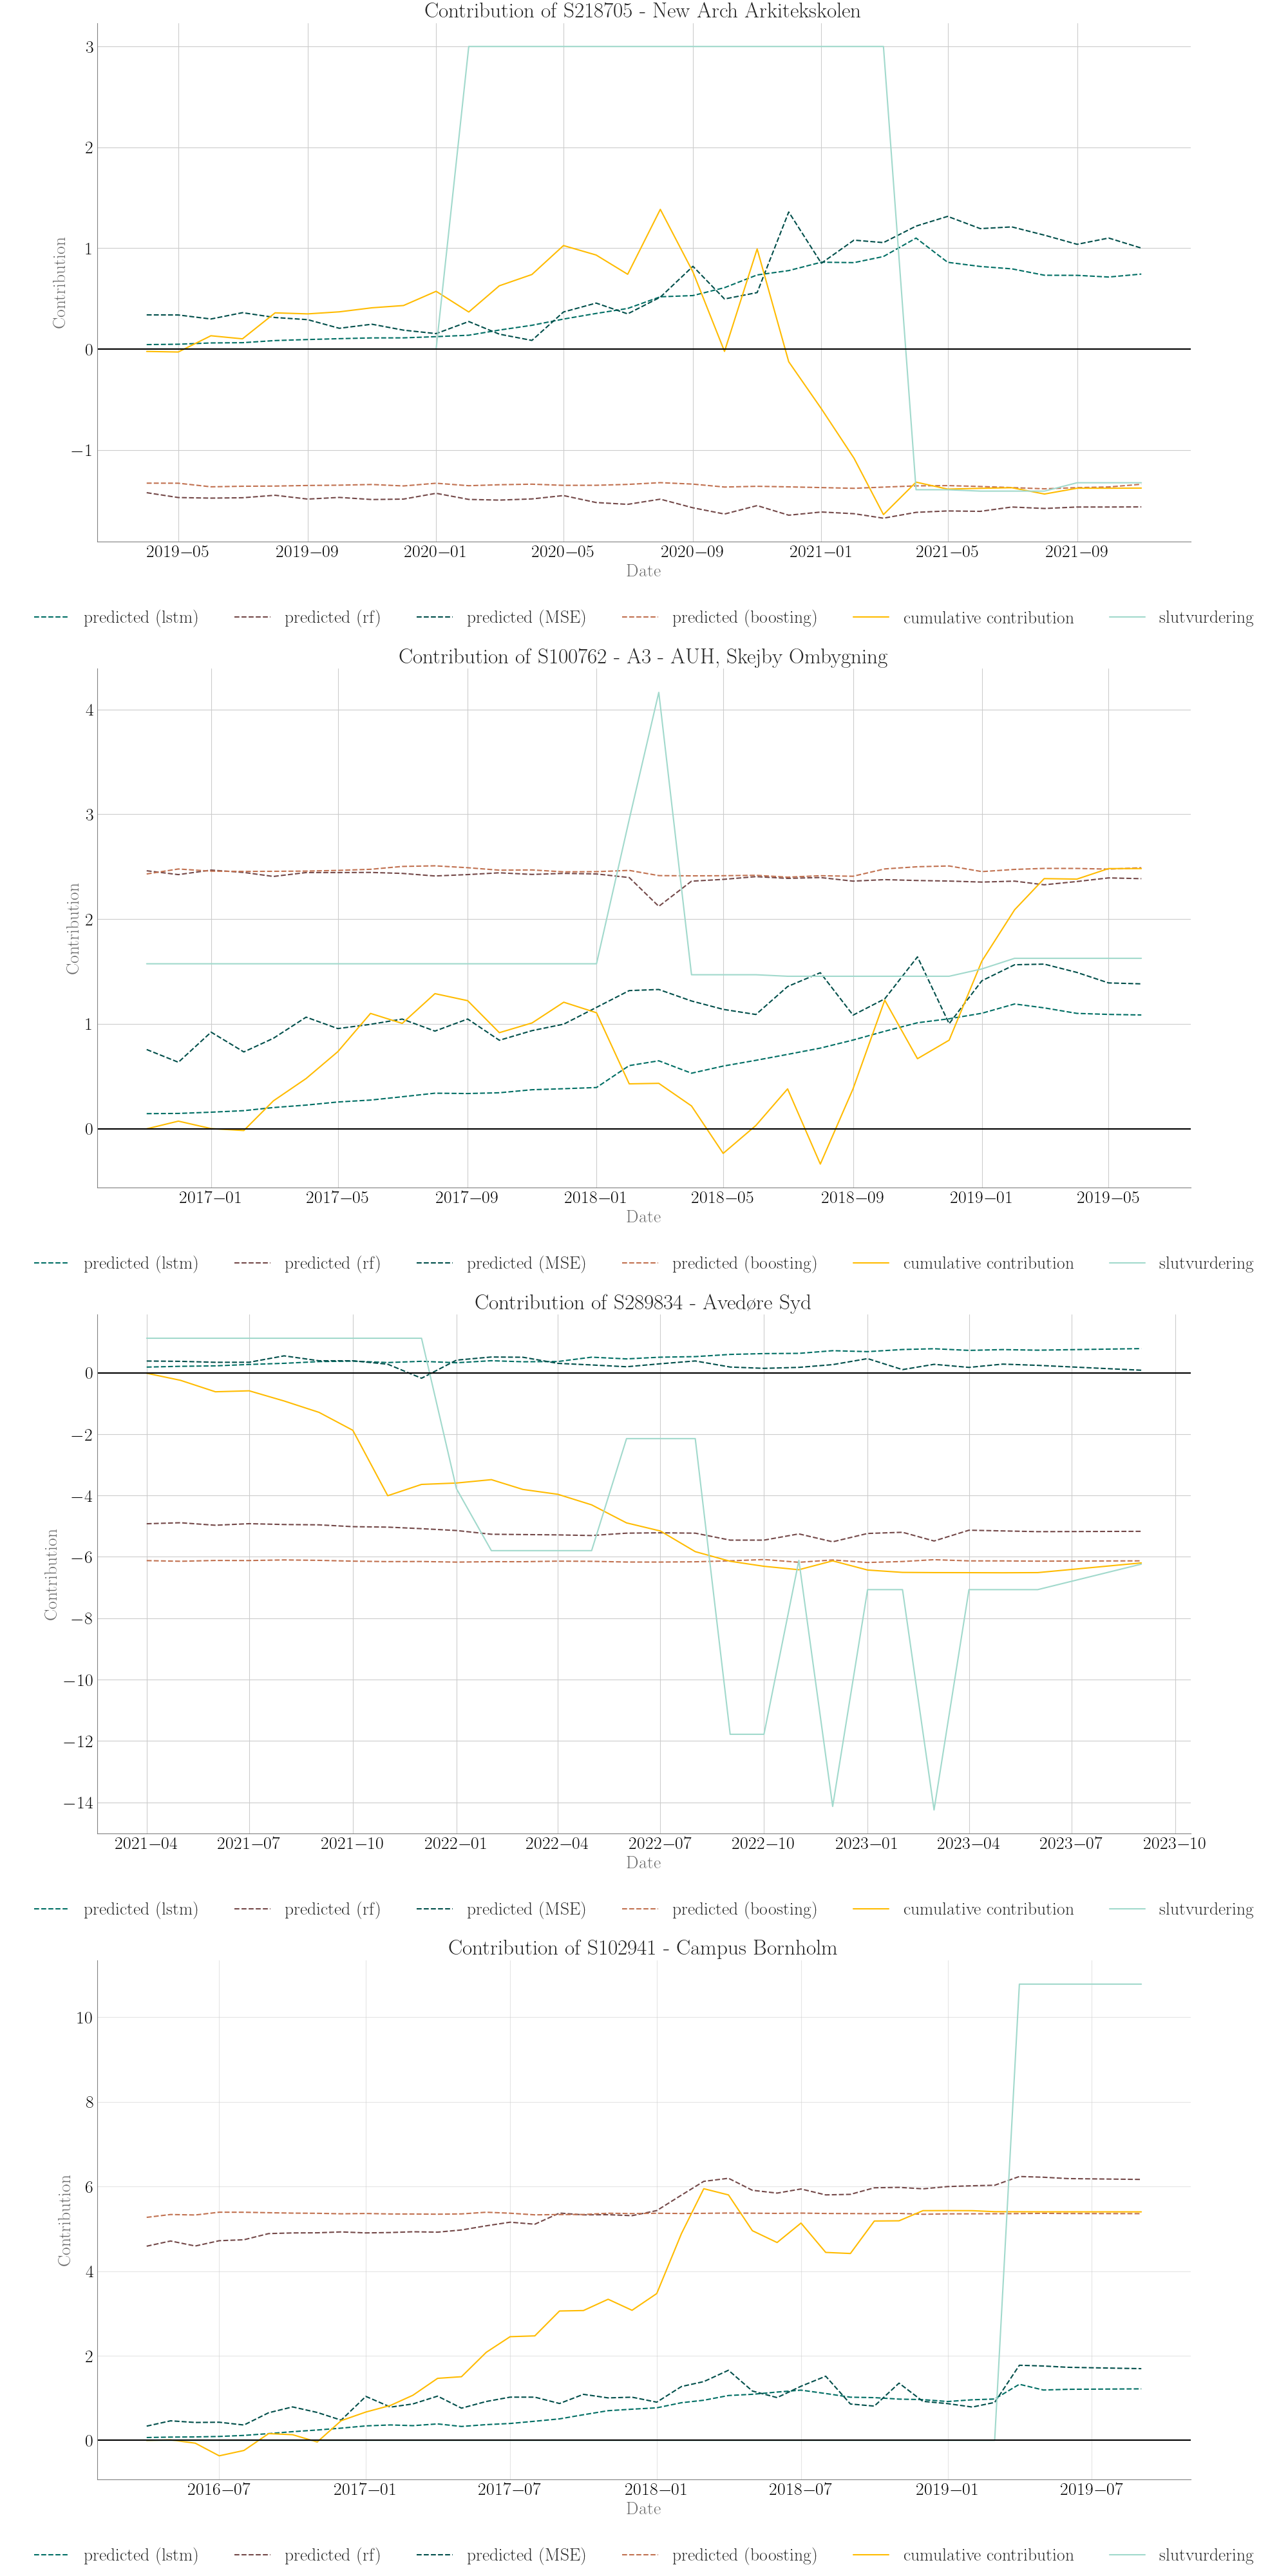 Contribution of S218705 - New Arch Arkitekskolen
3
2
1
0
−1
Contribution
2019−05 2019−09 2020−01 2020−05 2020−09 2021−01 2021−05 2021−09
Date
predicted (lstm) predicted (rf) predicted (MSE) predicted (boosting) cumulative contribution slutvurdering
Contribution of S100762 - A3 - AUH, Skejby Ombygning
4
3
2
1
0
Contribution
2017−01 2017−05 2017−09 2018−01 2018−05 2018−09 2019−01 2019−05
Date
predicted (lstm) predicted (rf) predicted (MSE) predicted (boosting) cumulative contribution slutvurdering
Contribution of S289834 - Avedøre Syd
0
−2
−4
−6
−8
−10
−12
−14
Contribution
2021−04 2021−07 2021−10 2022−01 2022−04 2022−07 2022−10 2023−01 2023−04 2023−07 2023−10
Date
predicted (lstm) predicted (rf) predicted (MSE) predicted (boosting) cumulative contribution slutvurdering
Contribution of S102941 - Campus Bornholm
10
8
6
4
2
0
Contribution
2016−07 2017−01 2017−07 2018−01 2018−07 2019−01 2019−07
Date
predicted (lstm) predicted (rf) predicted (MSE) predicted (boosting) cumulative contribution slutvurdering